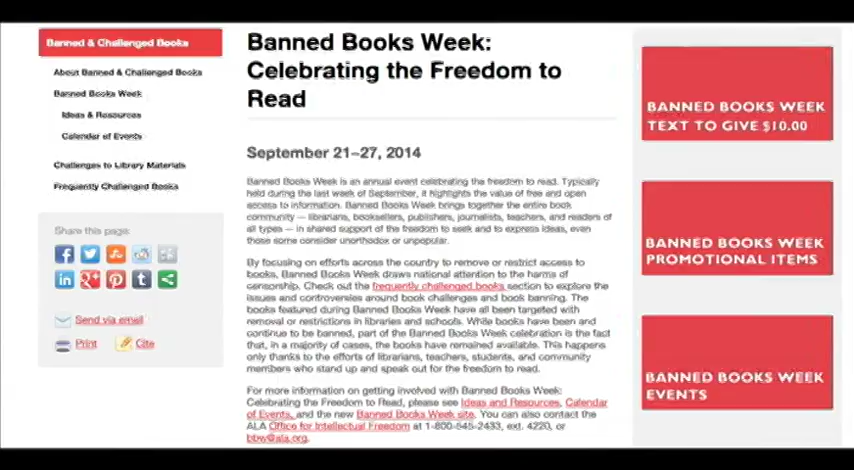 Banned & Challenged Books
About Banned & Challenged Books
Banned Books Week
Ideas & Resources
Calendar of Events
Challenges to Library Materials
Frequently Challenged Books
Share this page:
Send via email
Print
Cite
Banned Books Week:
Celebrating the Freedom to
Read
September 21–27, 2014
Banned Books Week is an annual event celebrating the freedom to read. Typically
held during the last week of September, it highlights the value of free and open
access to information. Banned Books Week brings together the entire book
community — librarians, booksellers, publishers, journalists, teachers, and readers of
all types — in shared support of the freedom to seek and to express ideas, even
those some consider unorthodox or unpopular.
By focusing on efforts across the country to remove or restrict access to
books, Banned Books Week draws national attention to the harms of
censorship. Check out the frequently challenged books section to explore the
issues and controversies around book challenges and book banning. The
books featured during Banned Books Week have all been targeted with
removal or restrictions in libraries and schools. While books have been and
continue to be banned, part of the Banned Books Week celebration is the fact
that, in a majority of cases, the books have remained available. This happens
only thanks to the efforts of librarians, teachers, students, and community
members who stand up and speak out for the freedom to read.
For more information on getting involved with Banned Books Week:
Celebrating the Freedom to Read, please see Ideas and Resources, Calendar
of Events, and the new Banned Books Week site. You can also contact the
ALA Office for Intellectual Freedom at 1-800-545-2433, ext. 4220, or
bbw@ala.org.
BANNED BOOKS WEEK
TEXT TO GIVE $10.00
BANNED BOOKS WEEK
PROMOTIONAL ITEMS
BANNED BOOKS WEEK
EVENTS